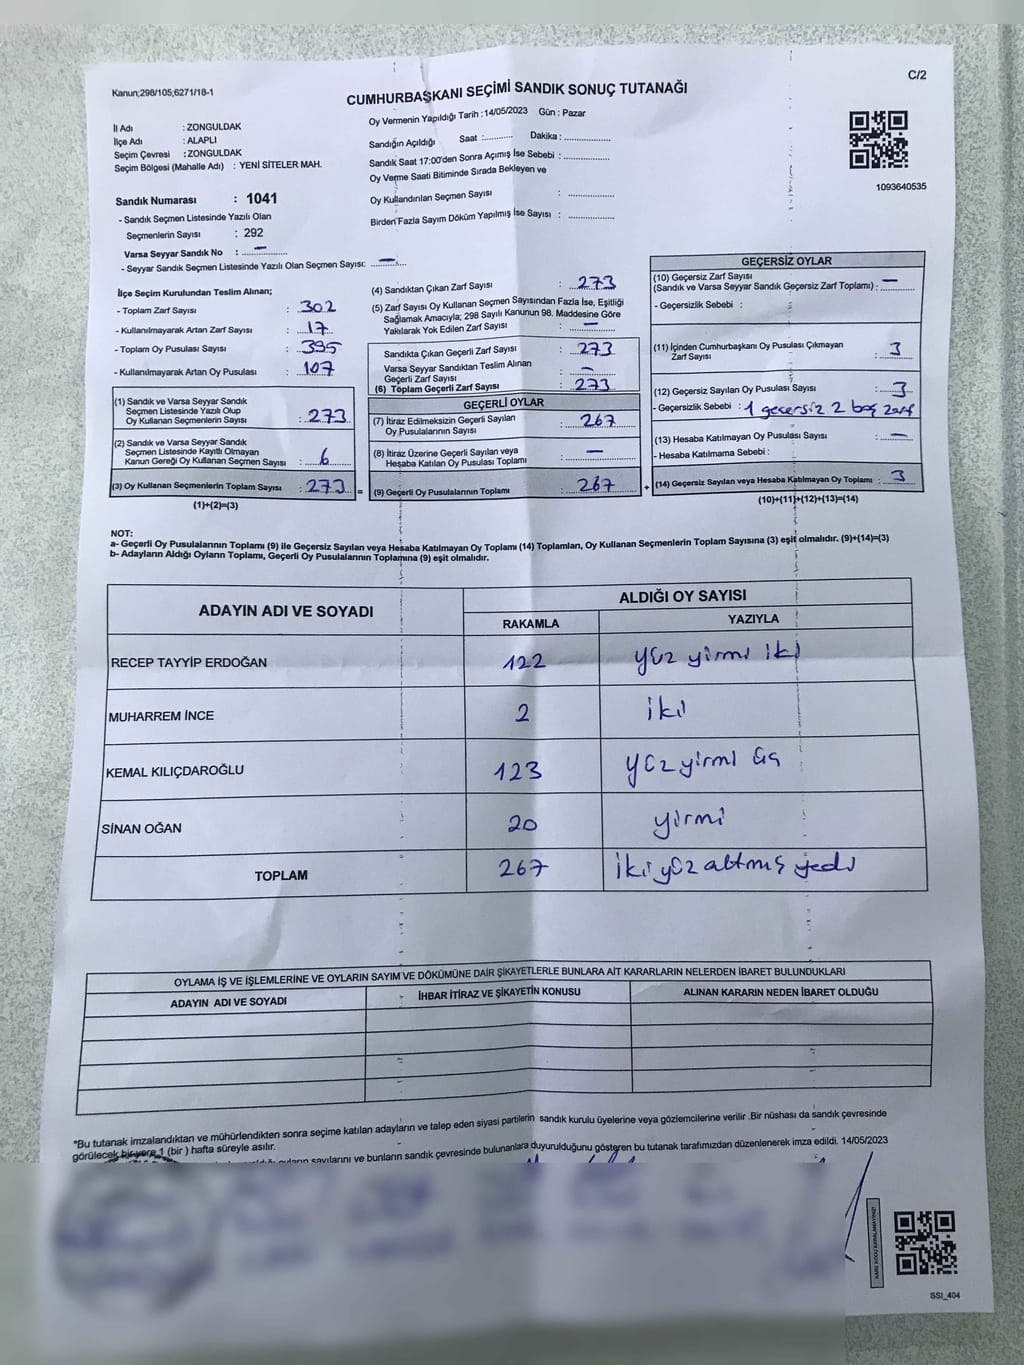 Kanun;298/105;6271/18-1
C/2
CUMHURBAŞKANI SEÇİMİ SANDIK SONUÇ TUTANAĞI
İl Adı : ZONGULDAK
İlçe Adı : ALAPLI
Seçim Çevresi : ZONGULDAK
Seçim Bölgesi (Mahalle Adı) : YENİ SİTELER MAH.
Oy Vermenin Yapıldığı Tarih :14/05/2023 Gün : Pazar
Sandığın Açıldığı Saat :........... Dakika :................
Sandık Saat 17:00'den Sonra Açımış İse Sebebi :................
Oy Verme Saati Bitiminde Sırada Bekleyen ve
Oy Kullandırılan Seçmen Sayısı : ................
Birden Fazla Sayım Döküm Yapılmış İse Sayısı : ................
1093640535
Sandık Numarası : 1041
- Sandık Seçmen Listesinde Yazılı Olan
Seçmenlerin Sayısı : 292
Varsa Seyyar Sandık No : —
- Seyyar Sandık Seçmen Listesinde Yazılı Olan Seçmen Sayısı: —
İlçe Seçim Kurulundan Teslim Alınan;
- Toplam Zarf Sayısı : 302
- Kullanılmayarak Artan Zarf Sayısı : 17
- Toplam Oy Pusulası Sayısı : 395
- Kullanılmayarak Artan Oy Pusulası : 107
(1) Sandık ve Varsa Seyyar Sandık
Seçmen Listesinde Yazılı Olup
Oy Kullanan Seçmenlerin Sayısı : 273
(2) Sandık ve Varsa Seyyar Sandık
Seçmen Listesinde Kayıtlı Olmayan
Kanun Gereği Oy Kullanan Seçmen Sayısı : 6
(3) Oy Kullanan Seçmenlerin Toplam Sayısı : 273
(1)+(2)=(3)
=
(4) Sandıktan Çıkan Zarf Sayısı : 273
(5) Zarf Sayısı Oy Kullanan Seçmen Sayısından Fazla İse, Eşitliği
Sağlamak Amacıyla; 298 Sayılı Kanunun 98. Maddesine Göre
Yakılarak Yok Edilen Zarf Sayısı : —
Sandıkta Çıkan Geçerli Zarf Sayısı : 273
Varsa Seyyar Sandıktan Teslim Alınan
Geçerli Zarf Sayısı : —
(6) Toplam Geçerli Zarf Sayısı : 273
GEÇERLİ OYLAR
(7) İtiraz Edilmeksizin Geçerli Sayılan
Oy Pusulalarının Sayısı : 267
(8) İtiraz Üzerine Geçerli Sayılan veya
Hesaba Katılan Oy Pusulası Toplamı : —
(9) Geçerli Oy Pusulalarının Toplamı : 267
+
GEÇERSİZ OYLAR
(10) Geçersiz Zarf Sayısı
(Sandık ve Varsa Seyyar Sandık Geçersiz Zarf Toplamı) : —
- Geçersizlik Sebebi :
(11) İçinden Cumhurbaşkanı Oy Pusulası Çıkmayan
Zarf Sayısı : 3
(12) Geçersiz Sayılan Oy Pusulası Sayısı : 3
- Geçersizlik Sebebi : 1 geçersiz 2 boş zarf
(13) Hesaba Katılmayan Oy Pusulası Sayısı : —
- Hesaba Katılmama Sebebi :
(14) Geçersiz Sayılan veya Hesaba Katılmayan Oy Toplamı : 3
(10)+(11)+(12)+(13)=(14)
NOT:
a- Geçerli Oy Pusulalarının Toplamı (9) ile Geçersiz Sayılan veya Hesaba Katılmayan Oy Toplamı (14) Toplamları, Oy Kullanan Seçmenlerin Toplam Sayısına (3) eşit olmalıdır. (9)+(14)=(3)
b- Adayların Aldığı Oyların Toplamı, Geçerli Oy Pusulalarının Toplamına (9) eşit olmalıdır.
ADAYIN ADI VE SOYADI
ALDIĞI OY SAYISI
RAKAMLA YAZIYLA
RECEP TAYYİP ERDOĞAN 122 yüz yirmi iki
MUHARREM İNCE 2 iki
KEMAL KILIÇDAROĞLU 123 yüz yirmi üç
SİNAN OĞAN 20 yirmi
TOPLAM 267 iki yüz altmış yedi
OYLAMA İŞ VE İŞLEMLERİNE VE OYLARIN SAYIM VE DÖKÜMÜNE DAİR ŞİKAYETLERLE BUNLARA AİT KARARLARIN NELERDEN İBARET BULUNDUKLARI
ADAYIN ADI VE SOYADI İHBAR İTİRAZ VE ŞİKAYETİN KONUSU ALINAN KARARIN NEDEN İBARET OLDUĞU
*Bu tutanak imzalandıktan ve mühürlendikten sonra seçime katılan adayların ve talep eden siyasi partilerin sandık kurulu üyelerine veya gözlemcilerine verilir .Bir nüshası da sandık çevresinde
görülecek bir yere 1 (bir ) hafta süreyle asılır.
sayılarını ve bunların sandık çevresinde bulunanlara duyurulduğunu gösteren bu tutanak tarafımızdan düzenlenerek imza edildi. 14/05/2023
KARE KODU KARALAMAYINIZ!
SSI_404